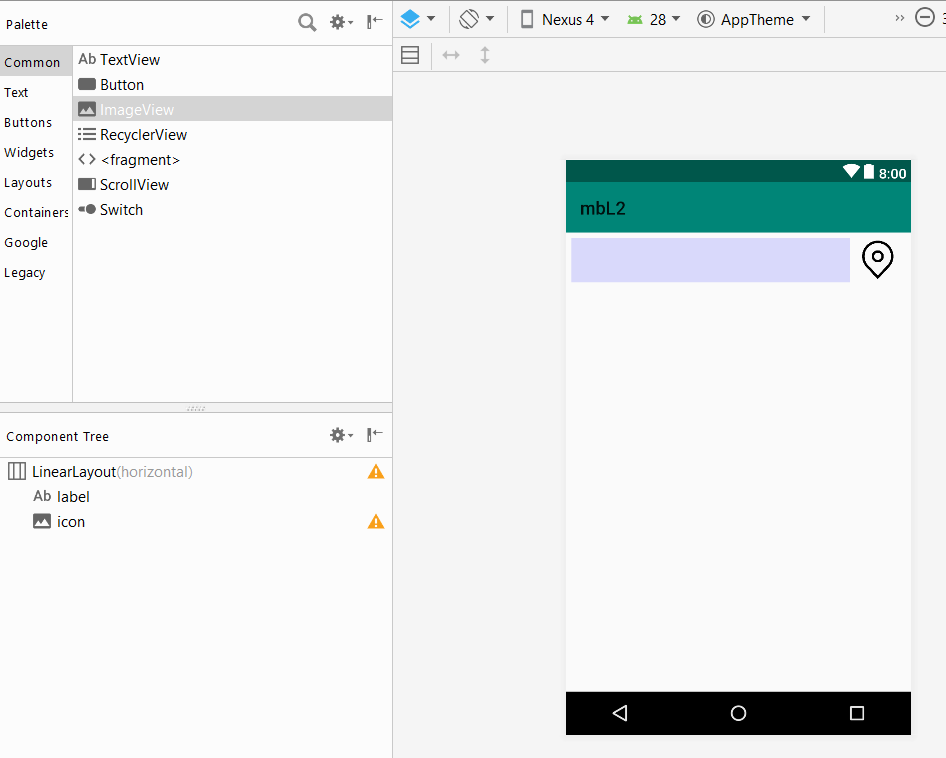 Palette
Nexus 4
28
AppTheme
Common
Text
Buttons
Widgets
Layouts
Containers
Google
Legacy
Ab TextView
Button
ImageView
RecyclerView
<fragment>
ScrollView
Switch
8:00
mbL2
Component Tree
LinearLayout(horizontal)
Ab label
icon